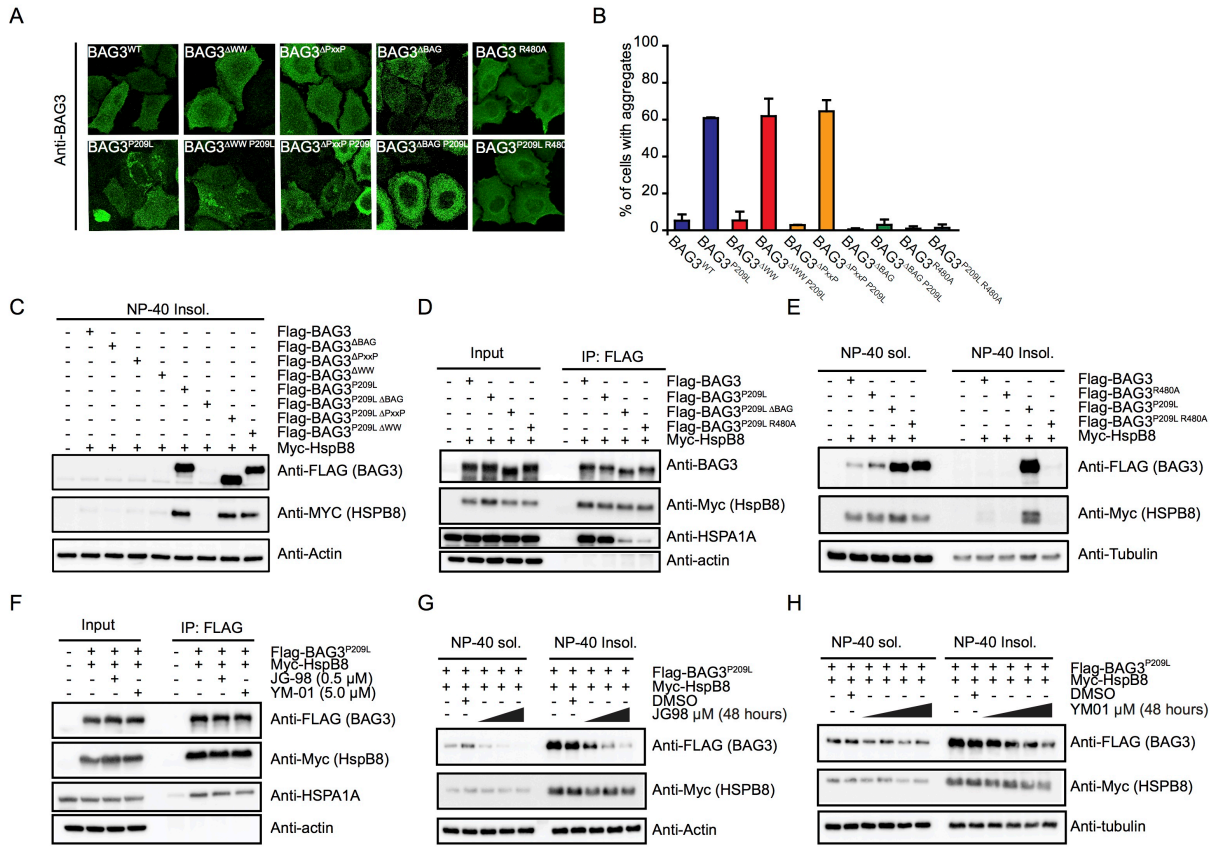 A
Anti-BAG3
BAG3WT
BAG3ΔWW
BAG3ΔPxxP
BAG3ΔBAG
BAG3 R480A
BAG3P209L
BAG3ΔWW P209L
BAG3ΔPxxP P209L
BAG3ΔBAG P209L
BAG3P209L R480
B
% of cells with aggregates
100
80
60
40
20
0
BAG3WT
BAG3P209L
BAG3ΔWW
BAG3ΔWW P209L
BAG3ΔPxxP
BAG3ΔPxxP P209L
BAG3ΔBAG
BAG3ΔBAG P209L
BAG3R480A
BAG3P209L R480A
C
NP-40 Insol.
- + - - - - - - - Flag-BAG3
- - + - - - - - - Flag-BAG3ΔBAG
- - - + - - - - - Flag-BAG3ΔPxxP
- - - - + - - - - Flag-BAG3ΔWW
- - - - - + - - - Flag-BAG3P209L
- - - - - - + - - Flag-BAG3P209L ΔBAG
- - - - - - - + - Flag-BAG3P209L ΔPxxP
- - - - - - - - + Flag-BAG3P209L ΔWW
- + + + + + + + + Myc-HspB8
Anti-FLAG (BAG3)
Anti-MYC (HSPB8)
Anti-Actin
D
Input IP: FLAG
- + - - - - + - - - Flag-BAG3
- - + - - - - + - - Flag-BAG3P209L
- - - + - - - - + - Flag-BAG3P209L ΔBAG
- - - - + - - - - + Flag-BAG3P209L R480A
- + + + + - + + + + Myc-HspB8
Anti-BAG3
Anti-Myc (HspB8)
Anti-HSPA1A
Anti-actin
E
NP-40 sol. NP-40 Insol.
- + - - - - + - - - Flag-BAG3
- - + - - - - + - - Flag-BAG3R480A
- - - + - - - - + - Flag-BAG3P209L
- - - - + - - - - + Flag-BAG3P209L R480A
- + + + + - + + + + Myc-HspB8
Anti-FLAG (BAG3)
Anti-Myc (HSPB8)
Anti-Tubulin
F
Input IP: FLAG
- + + + - + + + Flag-BAG3P209L
- + + + - + + + Myc-HspB8
- - + - - - + - JG-98 (0.5 µM)
- - - + - - - + YM-01 (5.0 µM)
Anti-FLAG (BAG3)
Anti-Myc (HspB8)
Anti-HSPA1A
Anti-actin
G
NP-40 sol. NP-40 Insol.
+ + + + + + + + + + Flag-BAG3P209L
+ + + + + + + + + + Myc-HspB8
- + - - - - + - - - DMSO
- - - - JG98 µM (48 hours)
Anti-FLAG (BAG3)
Anti-Myc (HSPB8)
Anti-Actin
H
NP-40 sol. NP-40 Insol.
+ + + + + + + + + + + + Flag-BAG3P209L
+ + + + + + + + + + + + Myc-HspB8
- + - - - - - + - - - - DMSO
- - - - YM01 µM (48 hours)
Anti-FLAG (BAG3)
Anti-Myc (HSPB8)
Anti-tubulin